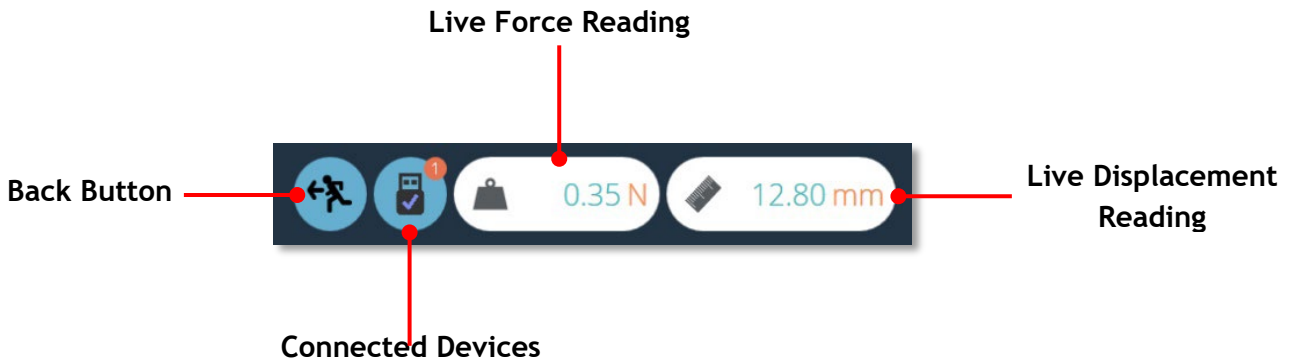 Live Force Reading
Back Button
1
0.35 N
12.80 mm
Live Displacement
Reading
Connected Devices